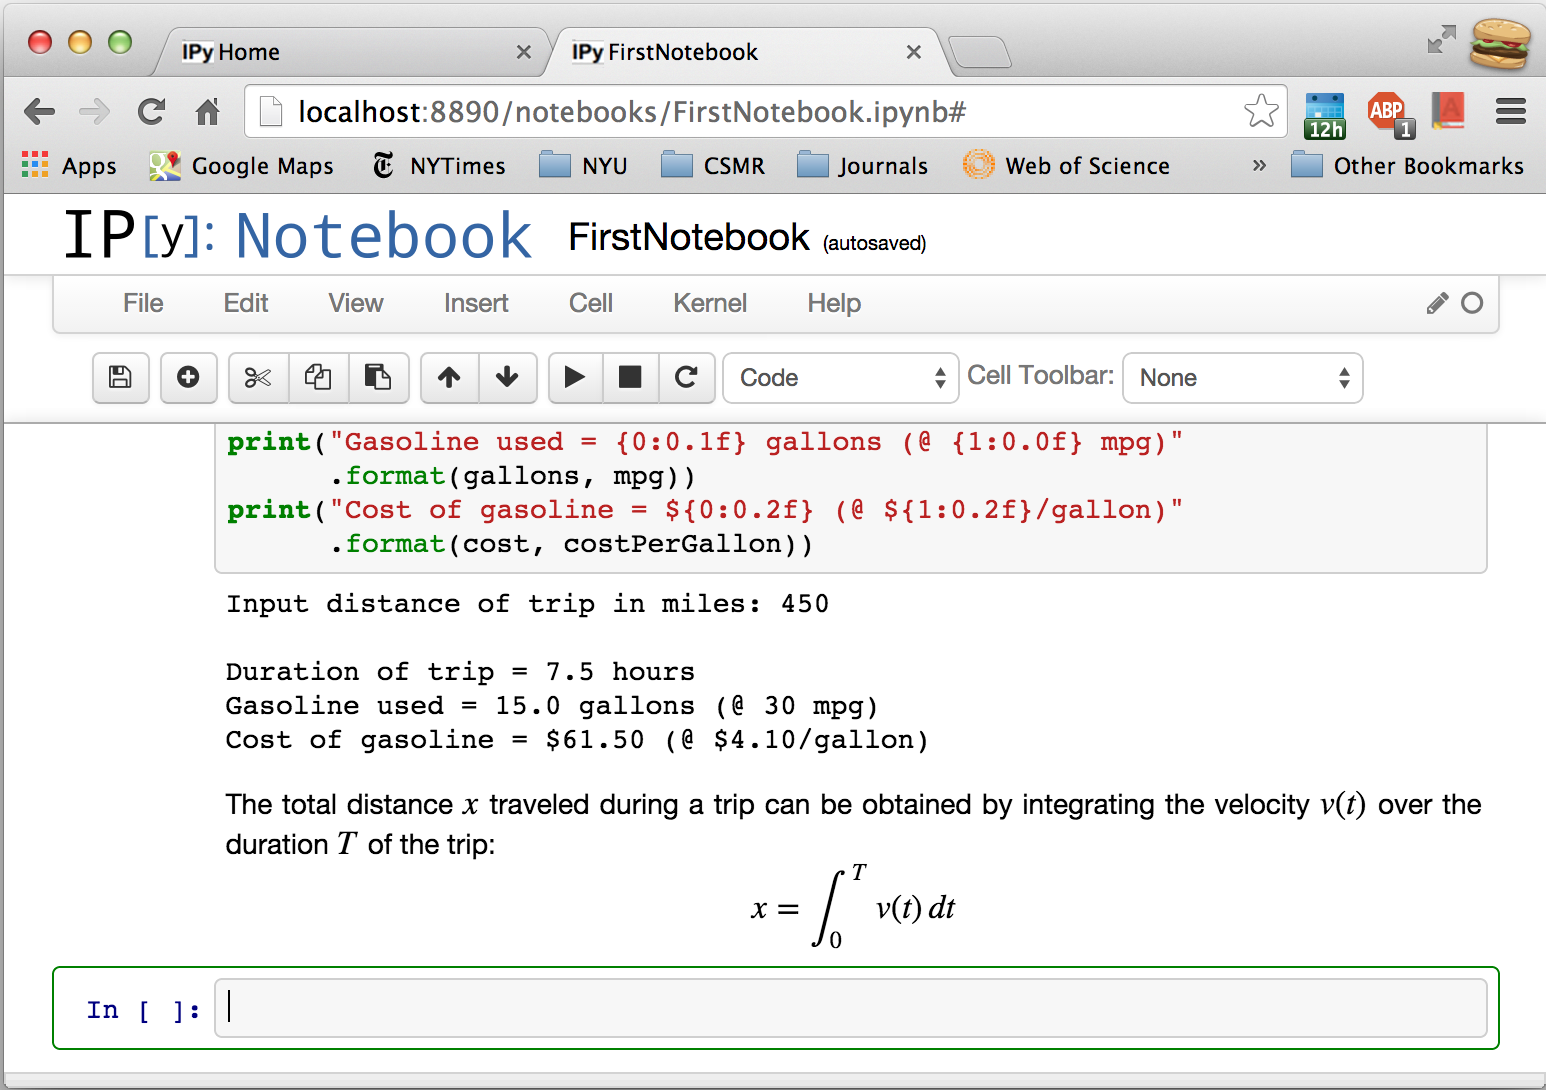 IPy Home
IPy FirstNotebook
localhost:8890/notebooks/FirstNotebook.ipynb#
12h
ABP
1
A
Apps
Google Maps
NYTimes
NYU
CSMR
Journals
Web of Science
»
Other Bookmarks
IP[y]: Notebook FirstNotebook (autosaved)
File Edit View Insert Cell Kernel Help
Code
Cell Toolbar:
None
print("Gasoline used = {0:0.1f} gallons (@ {1:0.0f} mpg)"
.format(gallons, mpg))
print("Cost of gasoline = ${0:0.2f} (@ ${1:0.2f}/gallon)"
.format(cost, costPerGallon))
Input distance of trip in miles: 450
Duration of trip = 7.5 hours
Gasoline used = 15.0 gallons (@ 30 mpg)
Cost of gasoline = $61.50 (@ $4.10/gallon)
The total distance x traveled during a trip can be obtained by integrating the velocity v(t) over the
duration T of the trip:
x = ∫₀ᵀ v(t) dt
In [ ]: